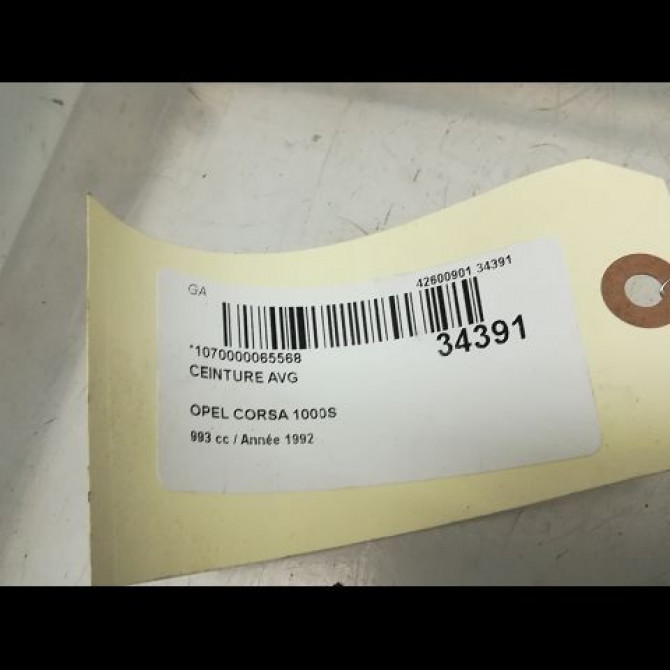 GA
42600901 34391
*1070000065568
34391
CEINTURE AVG
OPEL CORSA 1000S
993 cc / Année 1992